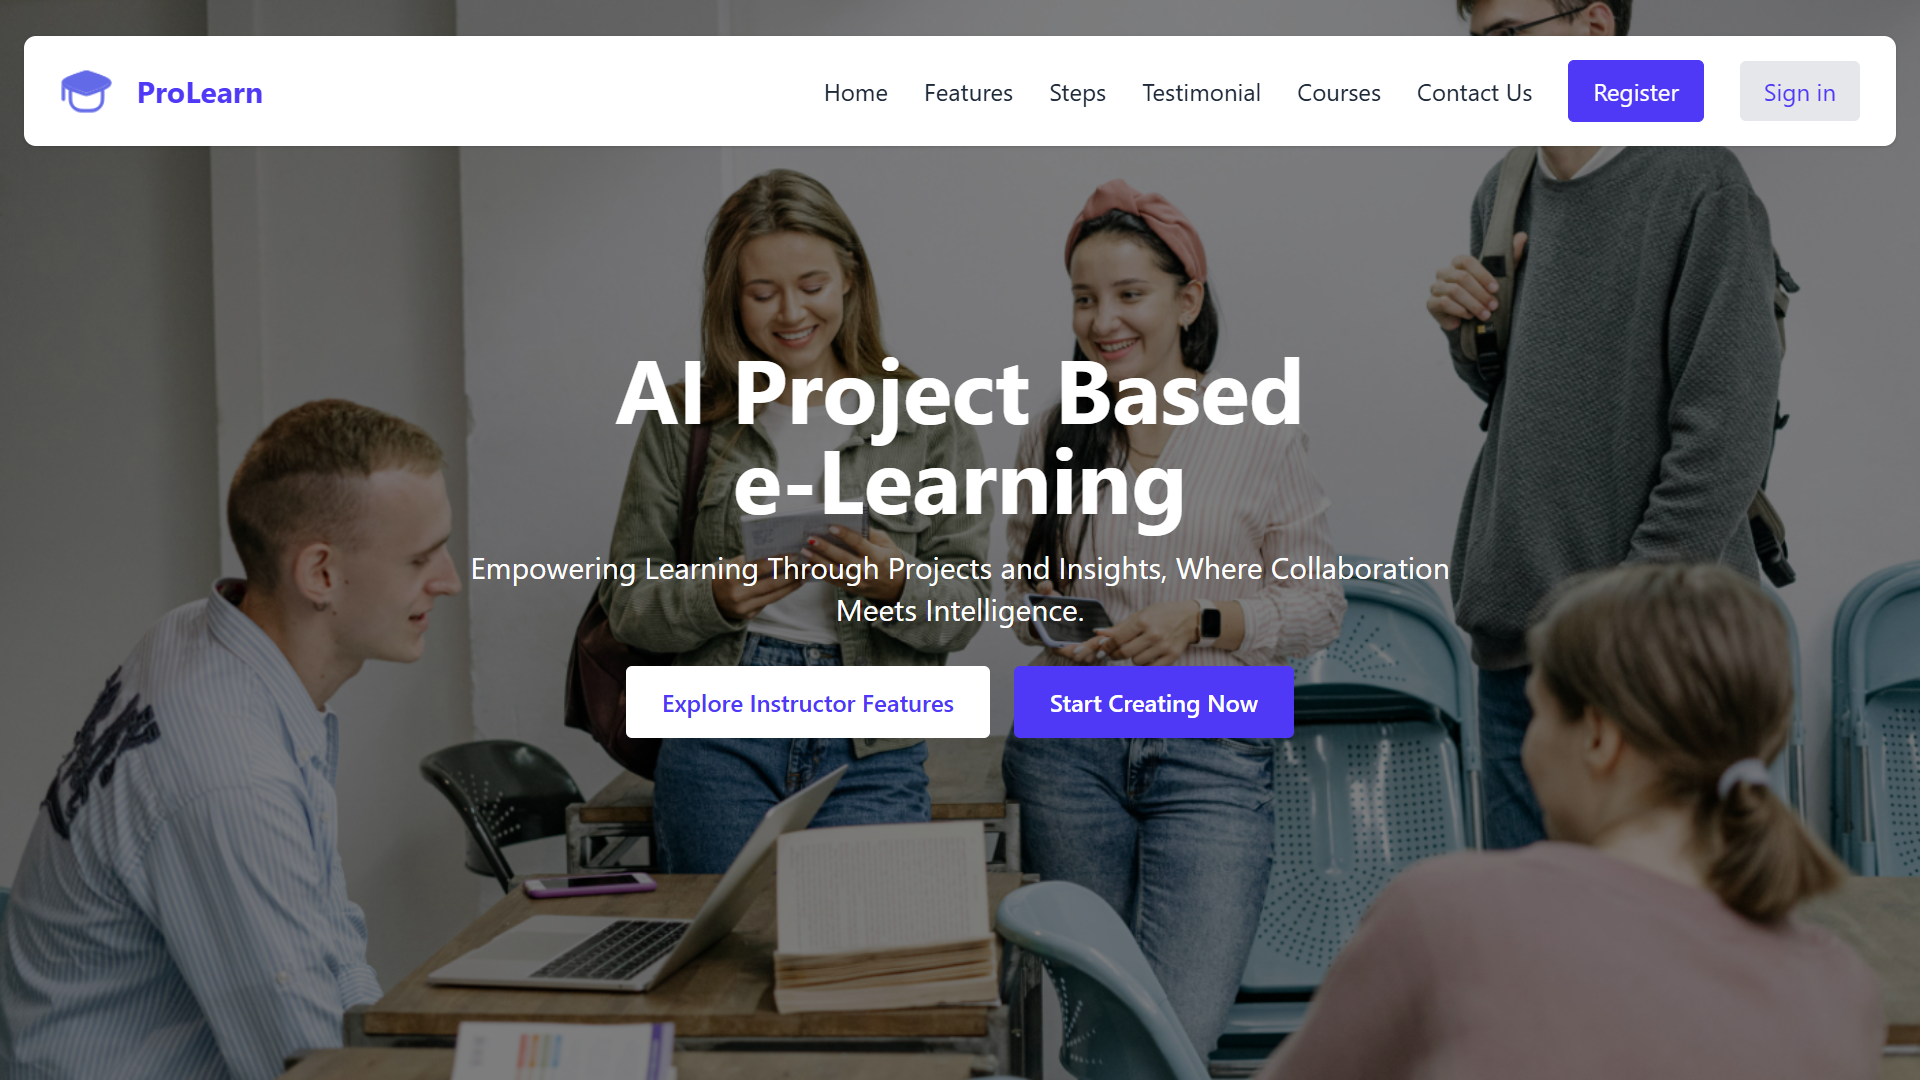 ProLearn
Home Features Steps Testimonial Courses Contact Us Register Sign in
AI Project Based
e-Learning
Empowering Learning Through Projects and Insights, Where Collaboration
Meets Intelligence.
Explore Instructor Features Start Creating Now